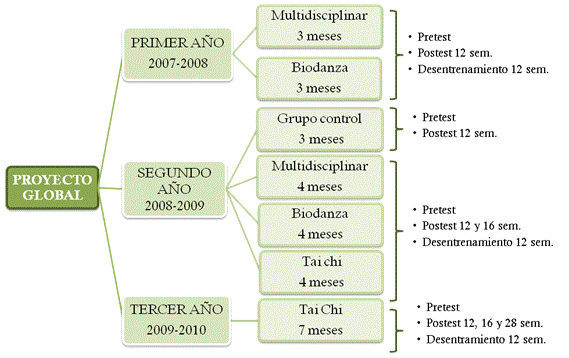 PROYECTO
GLOBAL
PRIMER AÑO
2007-2008
Multidisciplinar
3 meses
Biodanza
3 meses
• Pretest
• Postest 12 sem.
• Desentrenamiento 12 sem.
SEGUNDO
AÑO
2008-2009
Grupo control
3 meses
• Pretest
• Postest 12 sem.
Multidisciplinar
4 meses
Biodanza
4 meses
Tai chi
4 meses
• Pretest
• Postest 12 y 16 sem.
• Desentrenamiento 12 sem.
TERCER AÑO
2009-2010
Tai Chi
7 meses
• Pretest
• Postest 12, 16 y 28 sem.
• Desentramiento 12 sem.